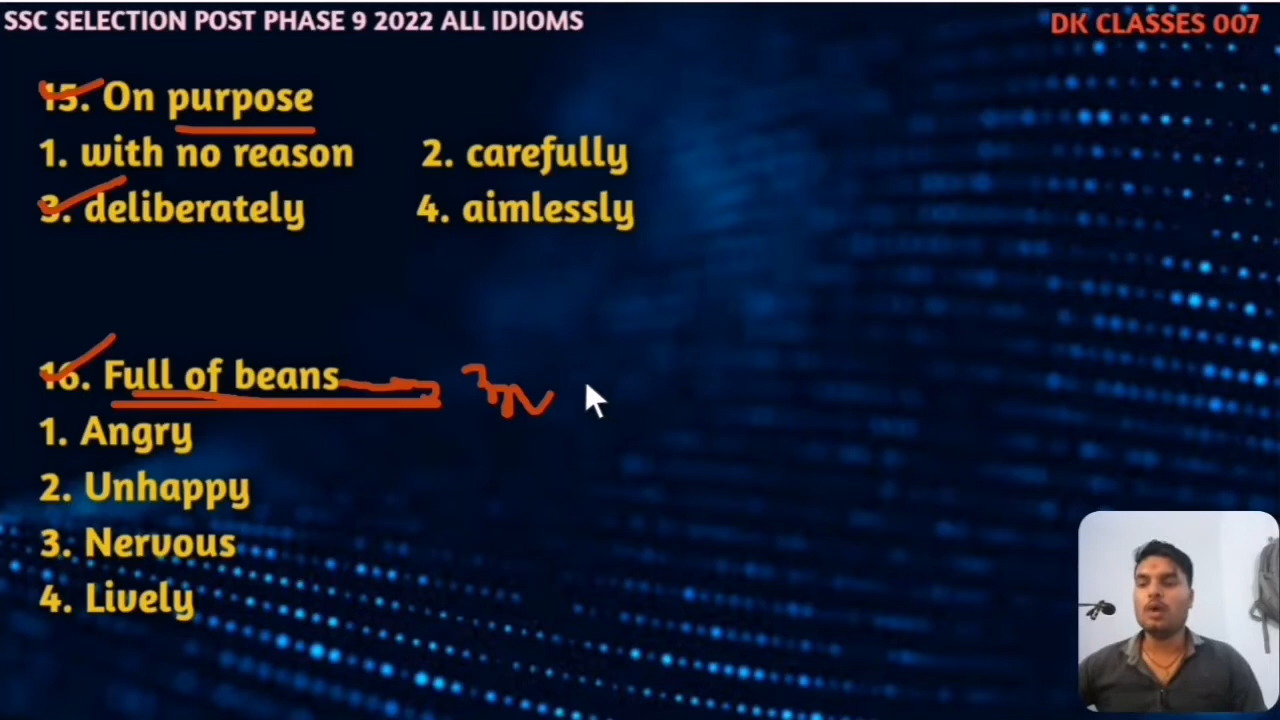 SSC SELECTION POST PHASE 9 2022 ALL IDIOMS
DK CLASSES 007
15. On purpose
1. with no reason 2. carefully
3. deliberately 4. aimlessly
16. Full of beans
1. Angry
2. Unhappy
3. Nervous
4. Lively